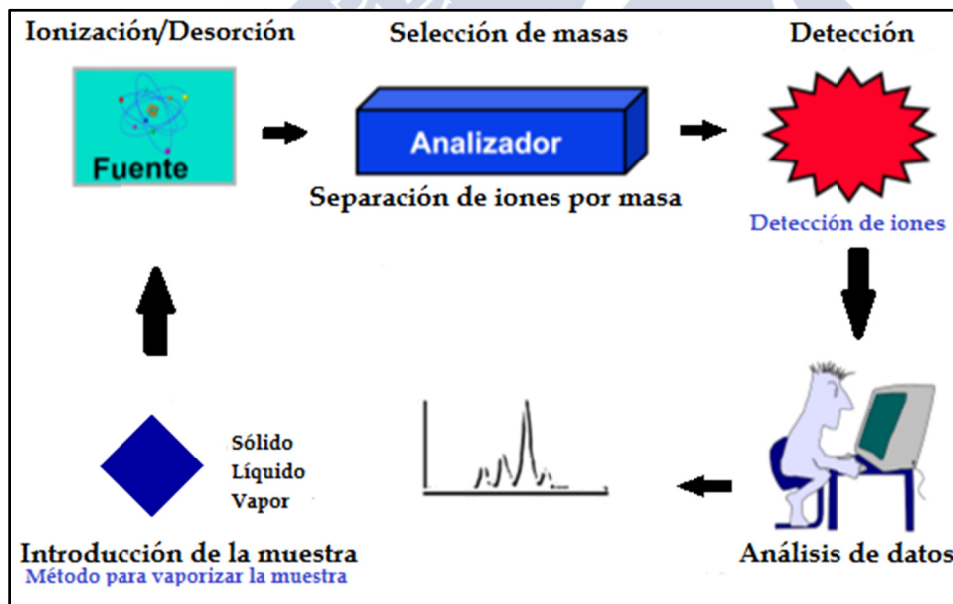 Ionización/Desorción
Selección de masas
Detección
Fuente
Analizador
Separación de iones por masa
Detección de iones
Sólido
Líquido
Vapor
Introducción de la muestra
Método para vaporizar la muestra
Análisis de datos